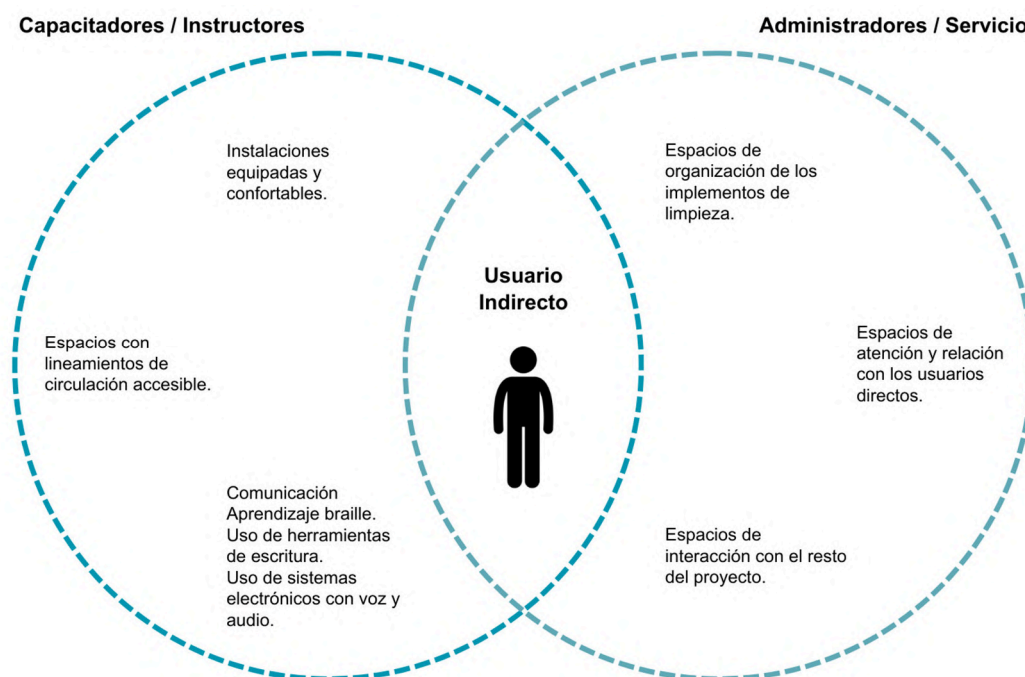 Capacitadores / Instructores
Administradores / Servicio
Instalaciones
equipadas y
confortables.
Espacios con
lineamientos de
circulación accesible.
Comunicación
Aprendizaje braille.
Uso de herramientas
de escritura.
Uso de sistemas
electrónicos con voz y
audio.
Usuario
Indirecto
Espacios de
organización de los
implementos de
limpieza.
Espacios de
atención y relación
con los usuarios
directos.
Espacios de
interacción con el resto
del proyecto.